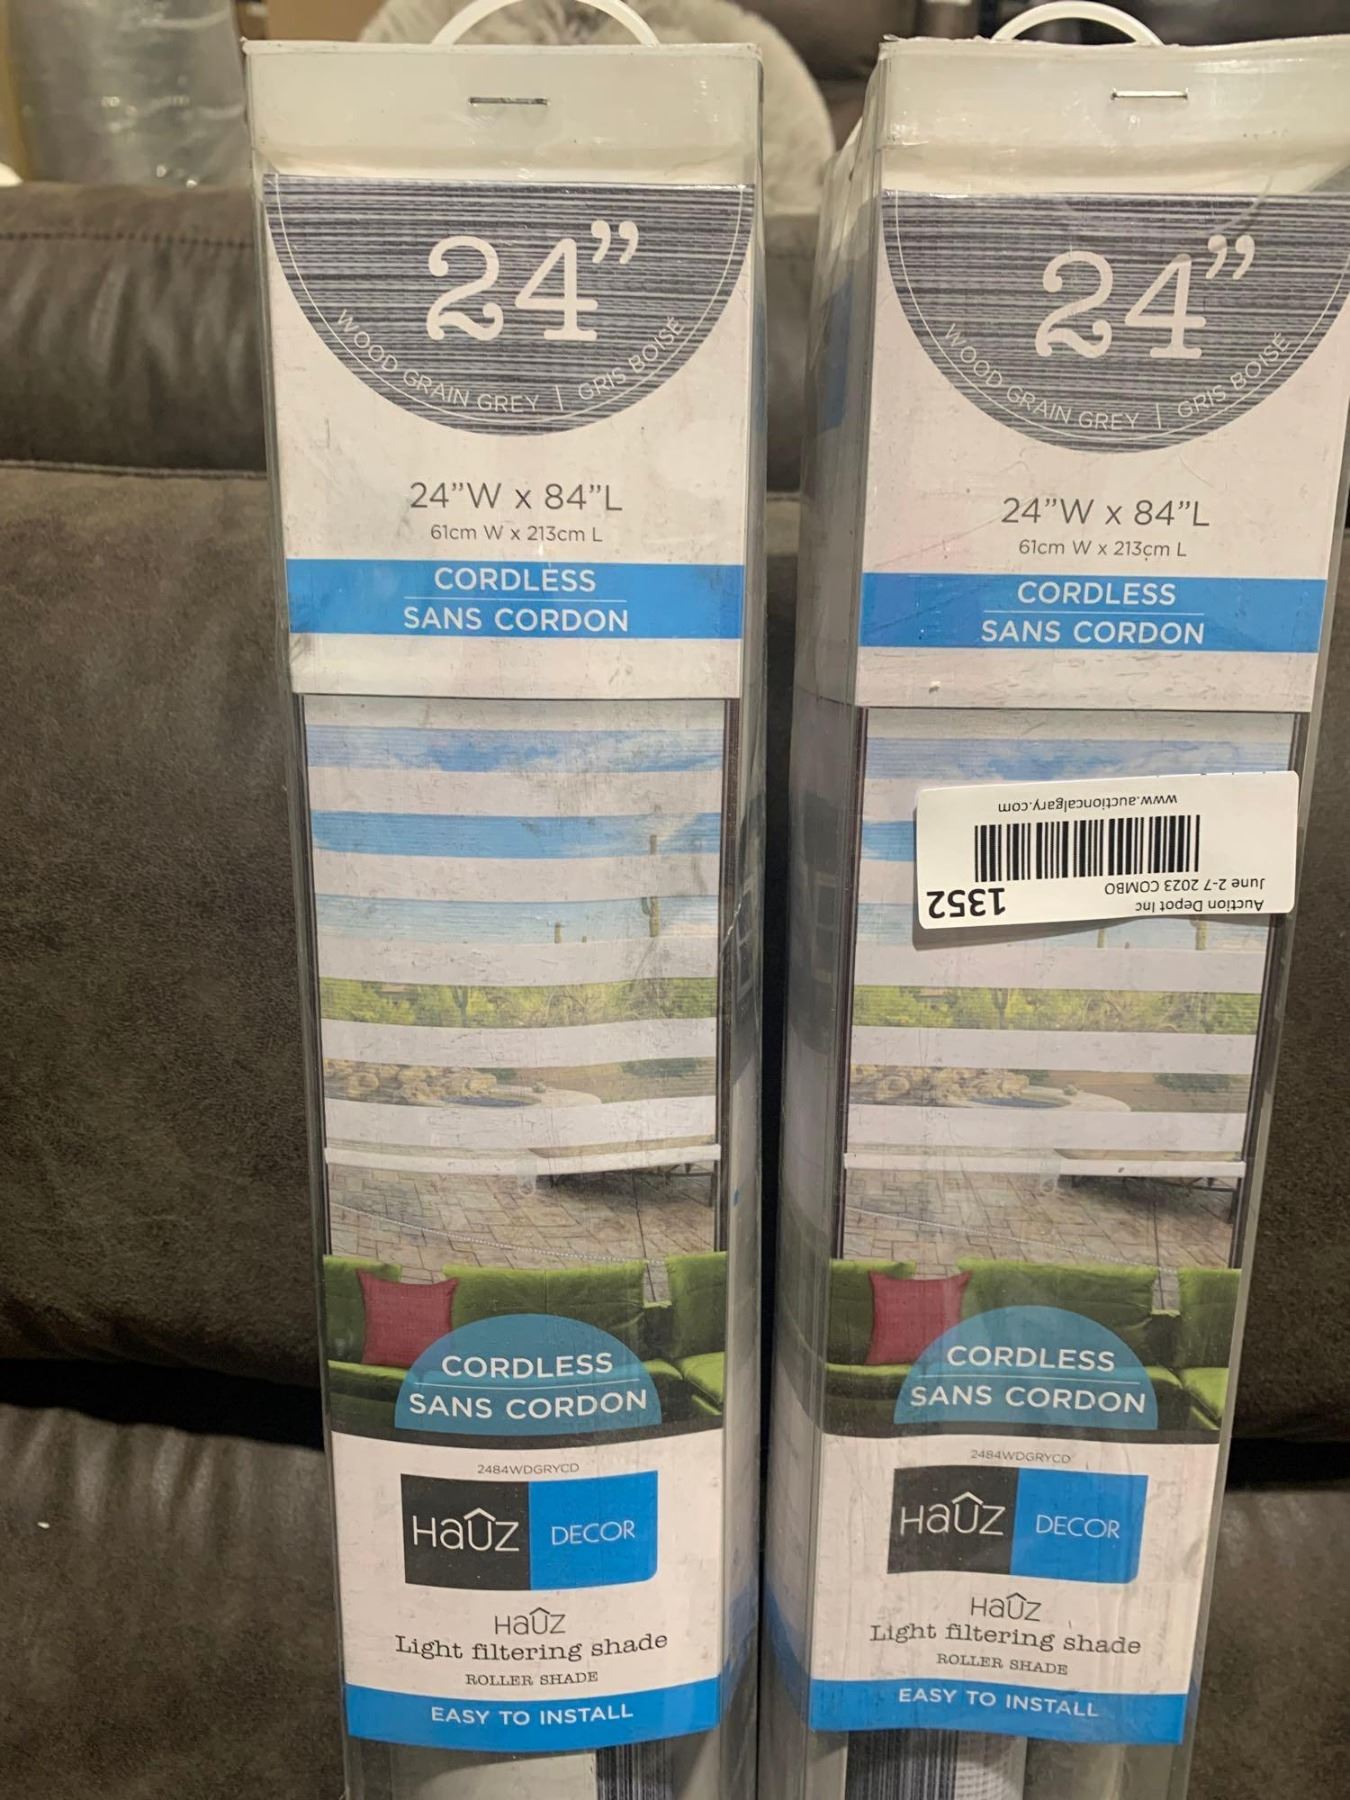 24”
WOOD GRAIN GREY | GRIS BOISÉ
24”W x 84”L
61cm W x 213cm L
CORDLESS
SANS CORDON
CORDLESS
SANS CORDON
2484WDGRYCD
HaûZ DECOR
HaûZ
Light filtering shade
ROLLER SHADE
EASY TO INSTALL
24”
WOOD GRAIN GREY | GRIS BOISÉ
24”W x 84”L
61cm W x 213cm L
CORDLESS
SANS CORDON
Auction Depot Inc
June 2-7 2023 COMBO
1352
www.auctioncalgary.com
CORDLESS
SANS CORDON
2484WDGRYCD
HaûZ DECOR
HaûZ
Light filtering shade
ROLLER SHADE
EASY TO INSTALL